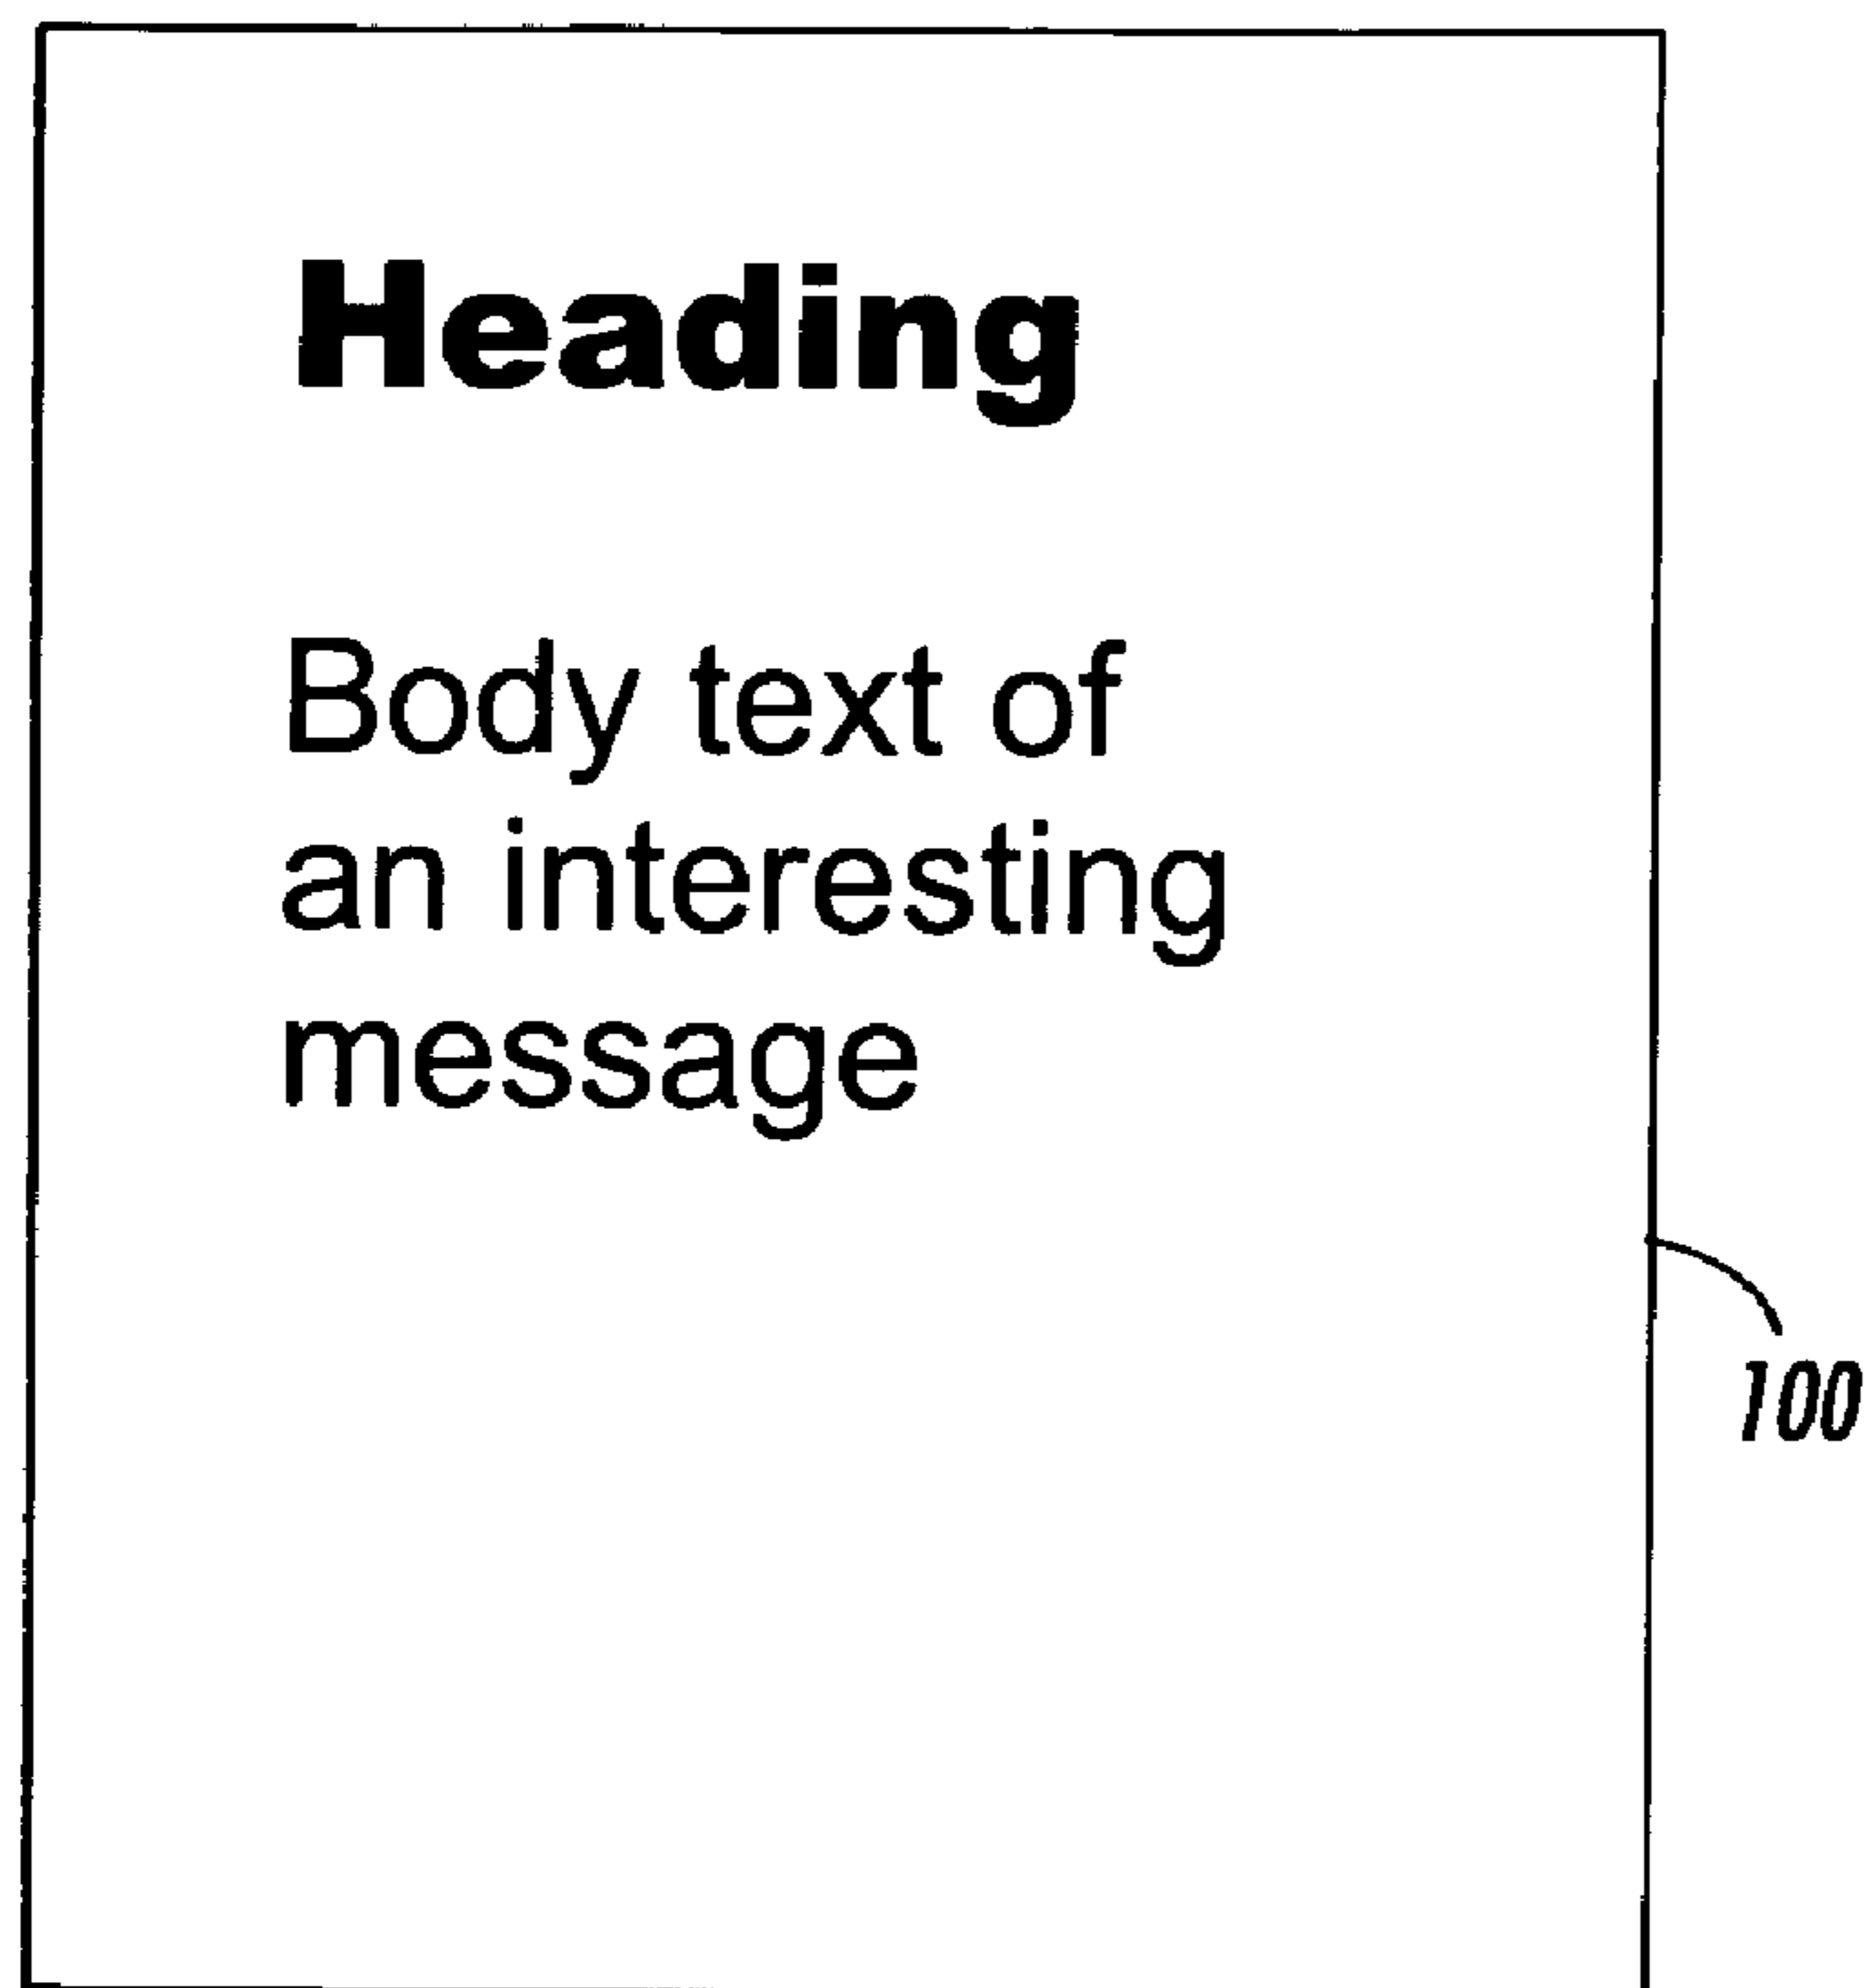 Heading
Body text of
an interesting
message
100